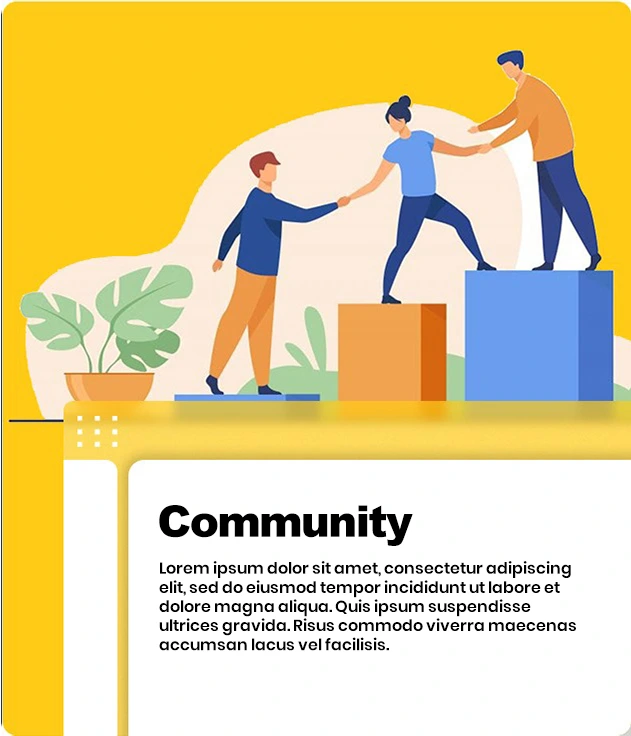 Community
Lorem ipsum dolor sit amet, consectetur adipiscing
elit, sed do eiusmod tempor incididunt ut labore et
dolore magna aliqua. Quis ipsum suspendisse
ultrices gravida. Risus commodo viverra maecenas
accumsan lacus vel facilisis.